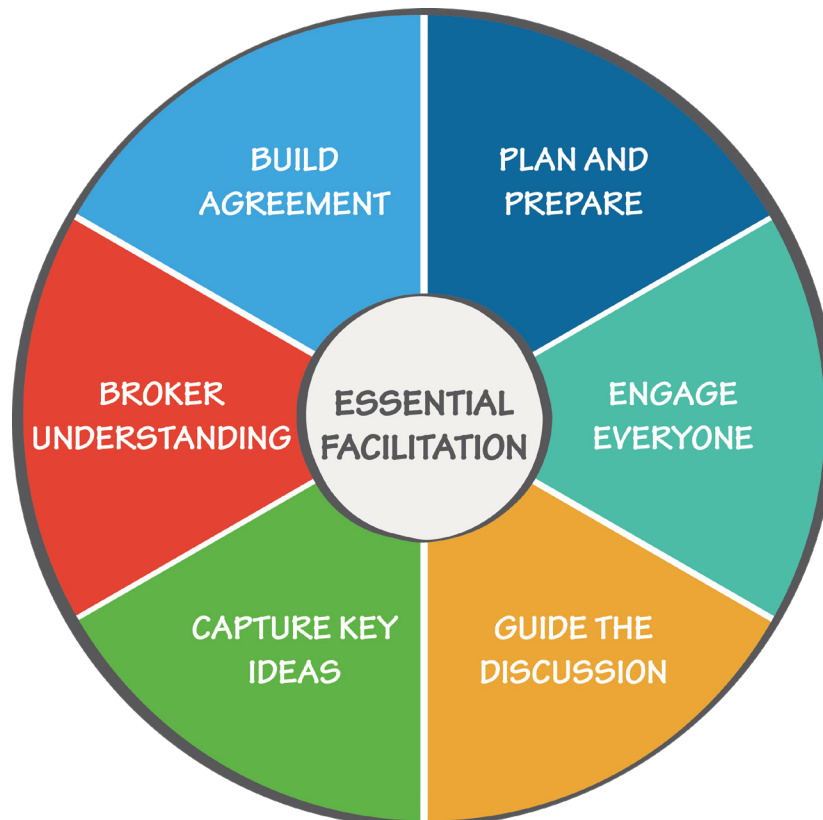 BUILD
AGREEMENT
PLAN AND
PREPARE
BROKER
UNDERSTANDING
ESSENTIAL
FACILITATION
ENGAGE
EVERYONE
CAPTURE KEY
IDEAS
GUIDE THE
DISCUSSION